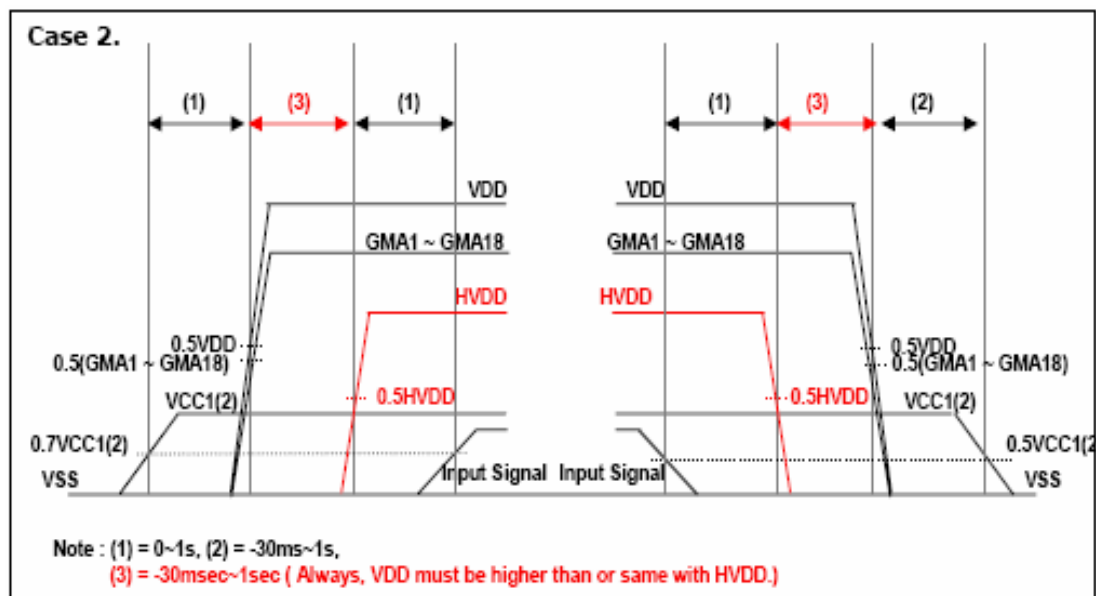 Case 2.
(1) (3) (1) (1) (3) (2)
VDD VDD
GMA1 ~ GMA18 GMA1 ~ GMA18
HVDD HVDD
0.5VDD 0.5VDD
0.5(GMA1 ~ GMA18) 0.5(GMA1 ~ GMA18)
VCC1(2) 0.5HVDD 0.5HVDD VCC1(2)
0.7VCC1(2) 0.5VCC1(2
VSS Input Signal Input Signal VSS
Note : (1) = 0~1s, (2) = -30ms~1s,
(3) = -30msec~1sec ( Always, VDD must be higher than or same with HVDD.)